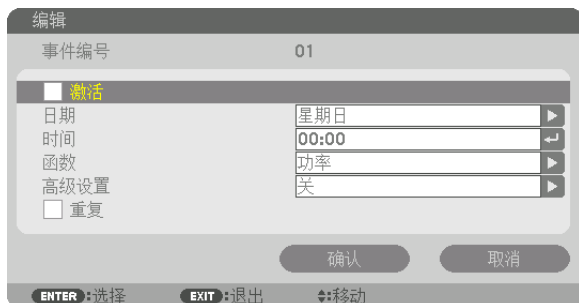 编辑
事件编号 01
激活
日期 星期日
时间 00:00
函数 功率
高级设置 关
重复
确认 取消
ENTER:选择 EXIT:退出 :移动